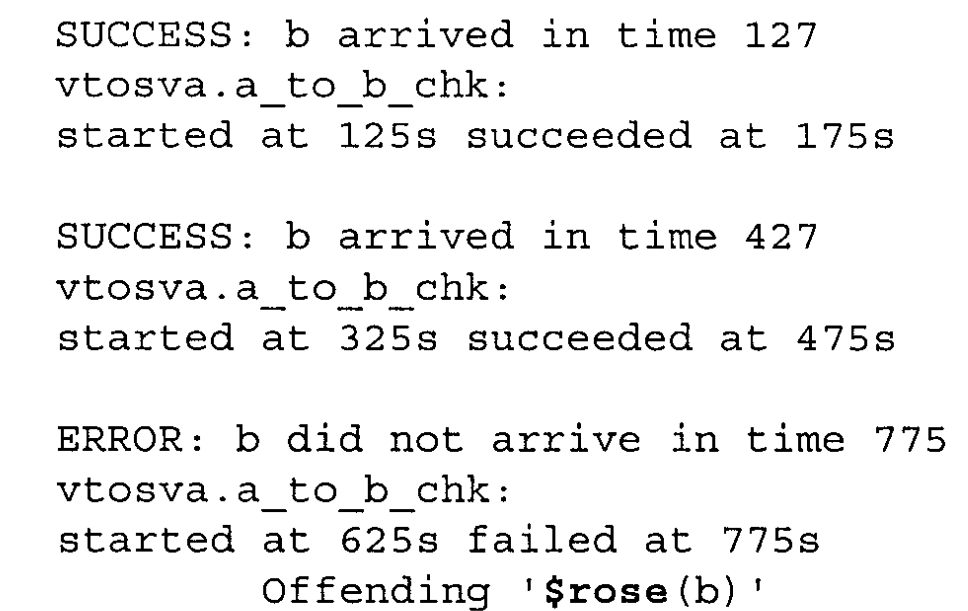 SUCCESS: b arrived in time 127
vtosva.a_to_b_chk:
started at 125s succeeded at 175s
SUCCESS: b arrived in time 427
vtosva.a_to_b_chk:
started at 325s succeeded at 475s
ERROR: b did not arrive in time 775
vtosva.a_to_b_chk:
started at 625s failed at 775s
Offending '$rose(b)'